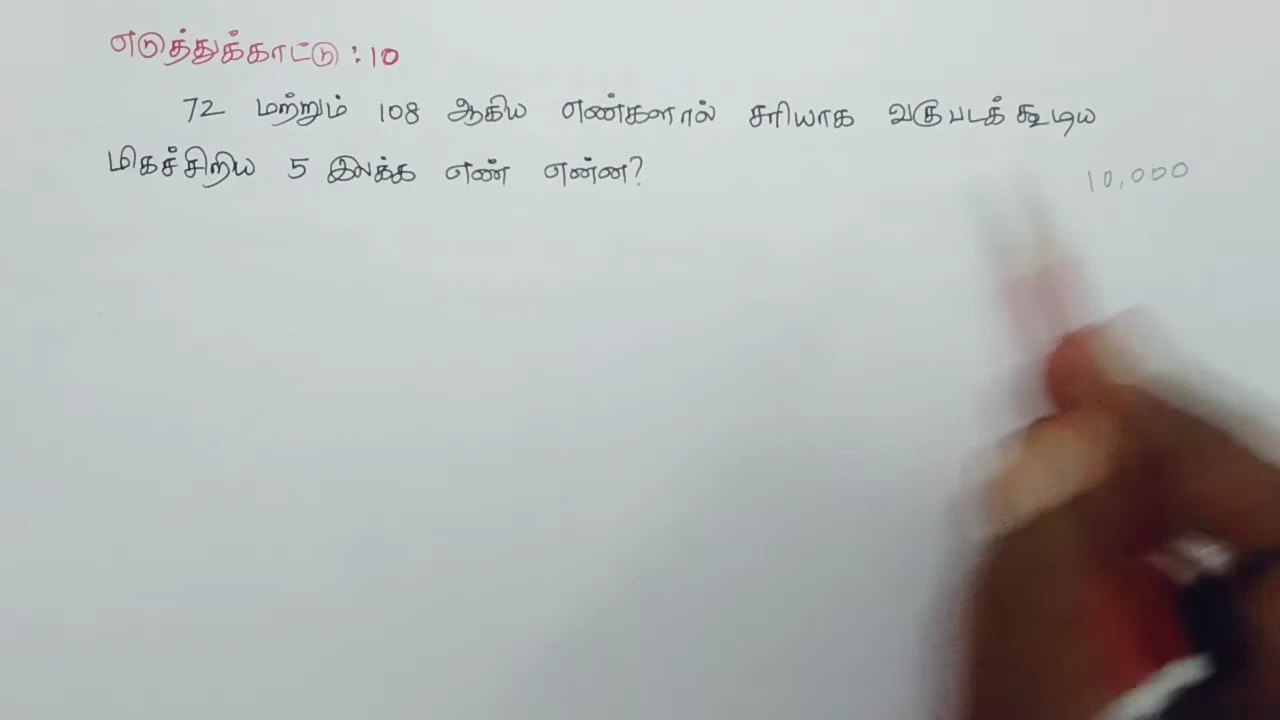 எடுத்துக்காட்டு : 10
72 மற்றும் 108 ஆகிய எண்களால் சரியாக வகுபடக் கூடிய
மிகச்சிறிய 5 இலக்க எண் என்ன?
10,000